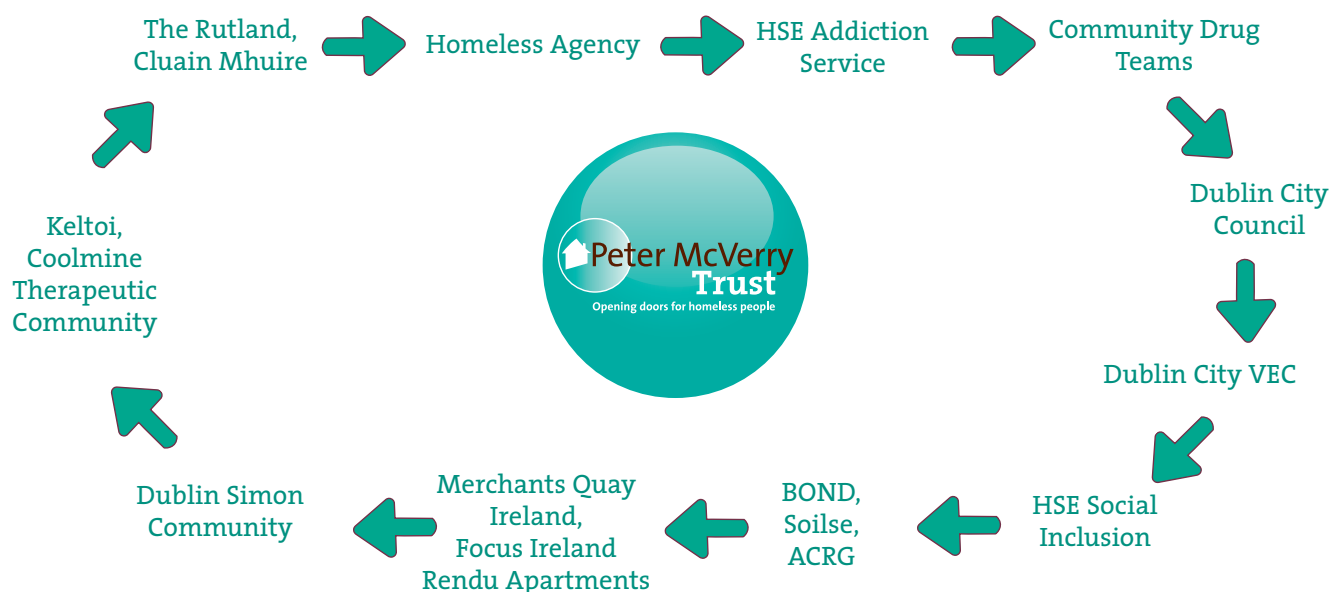 The Rutland,
Cluain Mhuire
Homeless Agency
HSE Addiction
Service
Community Drug
Teams
Dublin City
Council
Dublin City VEC
HSE Social
Inclusion
BOND,
Soilse,
ACRG
Merchants Quay
Ireland,
Focus Ireland
Rendu Apartments
Dublin Simon
Community
Keltoi,
Coolmine
Therapeutic
Community
Peter McVerry
Trust
Opening doors for homeless people